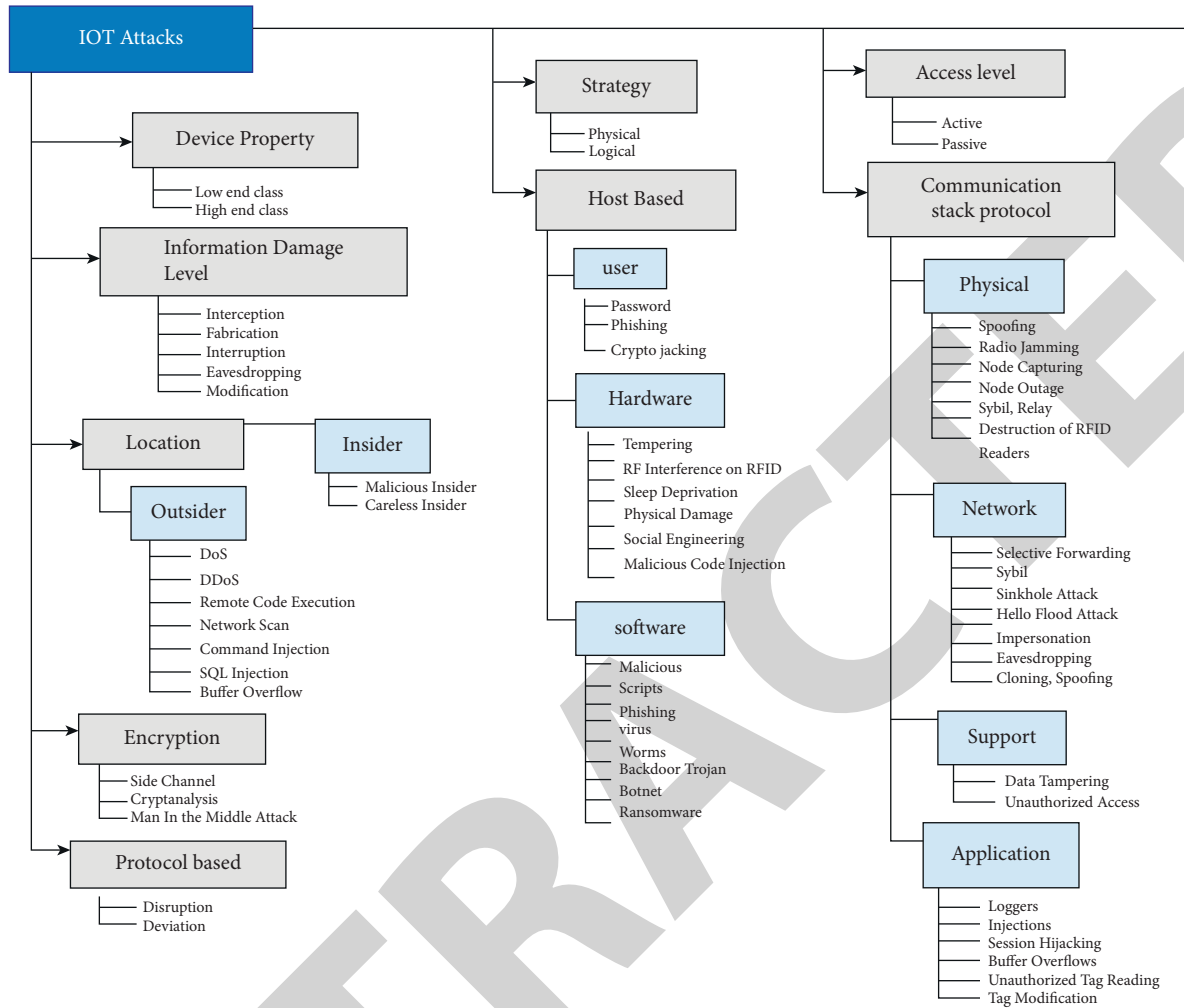 IOT Attacks
Device Property
Low end class
High end class
Information Damage
Level
Interception
Fabrication
Interruption
Eavesdropping
Modification
Location
Insider
Malicious Insider
Careless Insider
Outsider
DoS
DDoS
Remote Code Execution
Network Scan
Command Injection
SQL Injection
Buffer Overflow
Encryption
Side Channel
Cryptanalysis
Man In the Middle Attack
Protocol based
Disruption
Deviation
Strategy
Physical
Logical
Host Based
user
Password
Phishing
Crypto jacking
Hardware
Tempering
RF Interference on RFID
Sleep Deprivation
Physical Damage
Social Engineering
Malicious Code Injection
software
Malicious
Scripts
Phishing
virus
Worms
Backdoor Trojan
Botnet
Ransomware
Access level
Active
Passive
Communication
stack protocol
Physical
Spoofing
Radio Jamming
Node Capturing
Node Outage
Sybil, Relay
Destruction of RFID
Readers
Network
Selective Forwarding
Sybil
Sinkhole Attack
Hello Flood Attack
Impersonation
Eavesdropping
Cloning, Spoofing
Support
Data Tampering
Unauthorized Access
Application
Loggers
Injections
Session Hijacking
Buffer Overflows
Unauthorized Tag Reading
Tag Modification
TRACTE